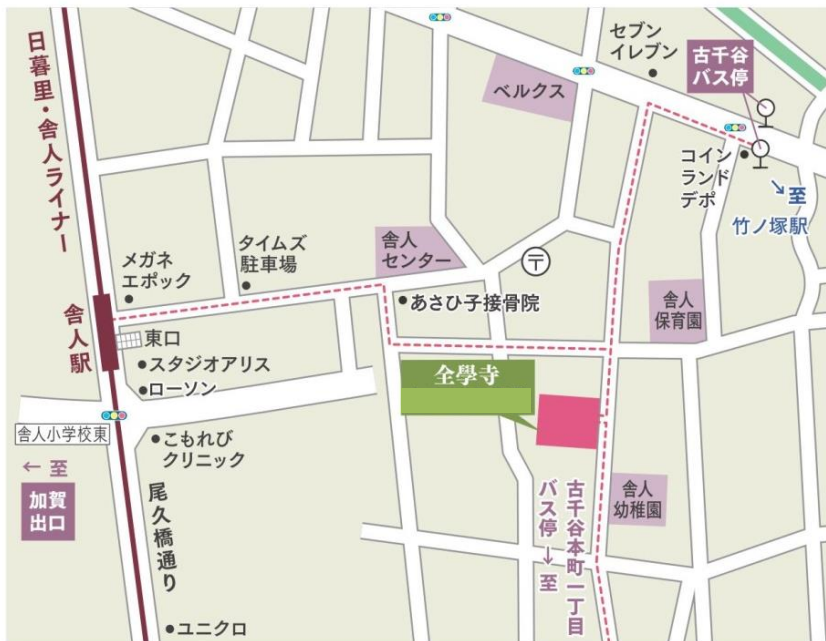 日暮里・舎人ライナー
セブン
イレブン
古千谷
バス停
ベルクス
コイン
ランド
デポ
↘至
竹ノ塚駅
メガネ
エポック
タイムズ
駐車場
舎人
センター
〒
舎人駅
東口
あさひ子接骨院
舎人
保育園
スタジオアリス
ローソン
全學寺
舎人小学校東
こもれび
クリニック
← 至
加賀
出口
尾久橋通り
古千谷本町一丁目
バス停 ↓ 至
舎人
幼稚園
ユニクロ